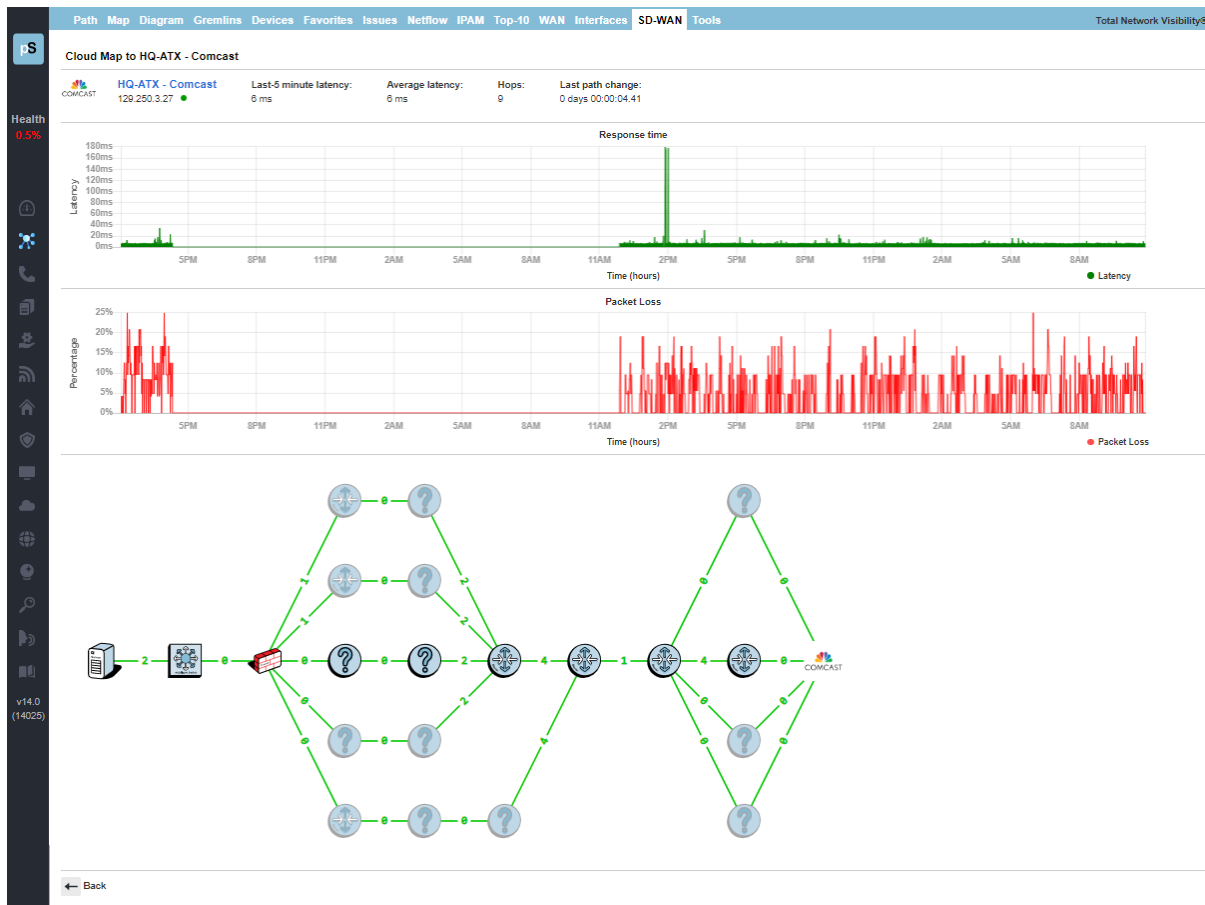 Path Map Diagram Gremlins Devices Favorites Issues Netflow IPAM Top-10 WAN Interfaces SD-WAN Tools Total Network Visibility®
pS
Cloud Map to HQ-ATX - Comcast
COMCAST
HQ-ATX - Comcast Last-5 minute latency: Average latency: Hops: Last path change:
129.250.3.27 6 ms 6 ms 9 0 days 00:00:04.41
Health
0.5%
Response time
Latency
180ms
160ms
140ms
120ms
100ms
80ms
60ms
40ms
20ms
0ms
5PM 8PM 11PM 2AM 5AM 8AM 11AM 2PM 5PM 8PM 11PM 2AM 5AM 8AM
Time (hours)
Latency
Packet Loss
Percentage
25%
20%
15%
10%
5%
0%
5PM 8PM 11PM 2AM 5AM 8AM 11AM 2PM 5PM 8PM 11PM 2AM 5AM 8AM
Time (hours)
Packet Loss
0 ? ?
1 2 0 0
0 ?
1 2
2 0 0 ? 0 ? 2 4 1 4 0 COMCAST
0 2 0 0
? 0 ? ?
0 4 0 0
0 ? 0 ? ?
v14.0
(14025)
Back